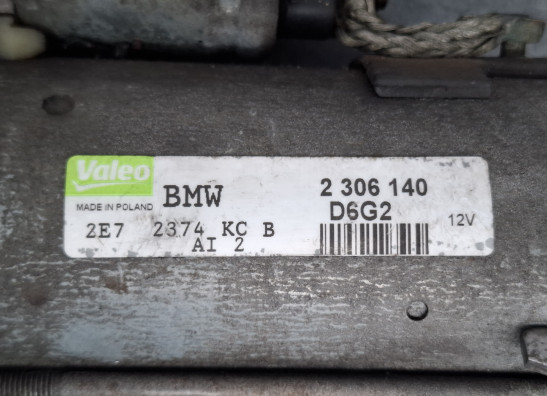 Valeo
MADE IN POLAND
BMW
2 306 140
D6G2
12V
2E7 2374 KC B
AI 2